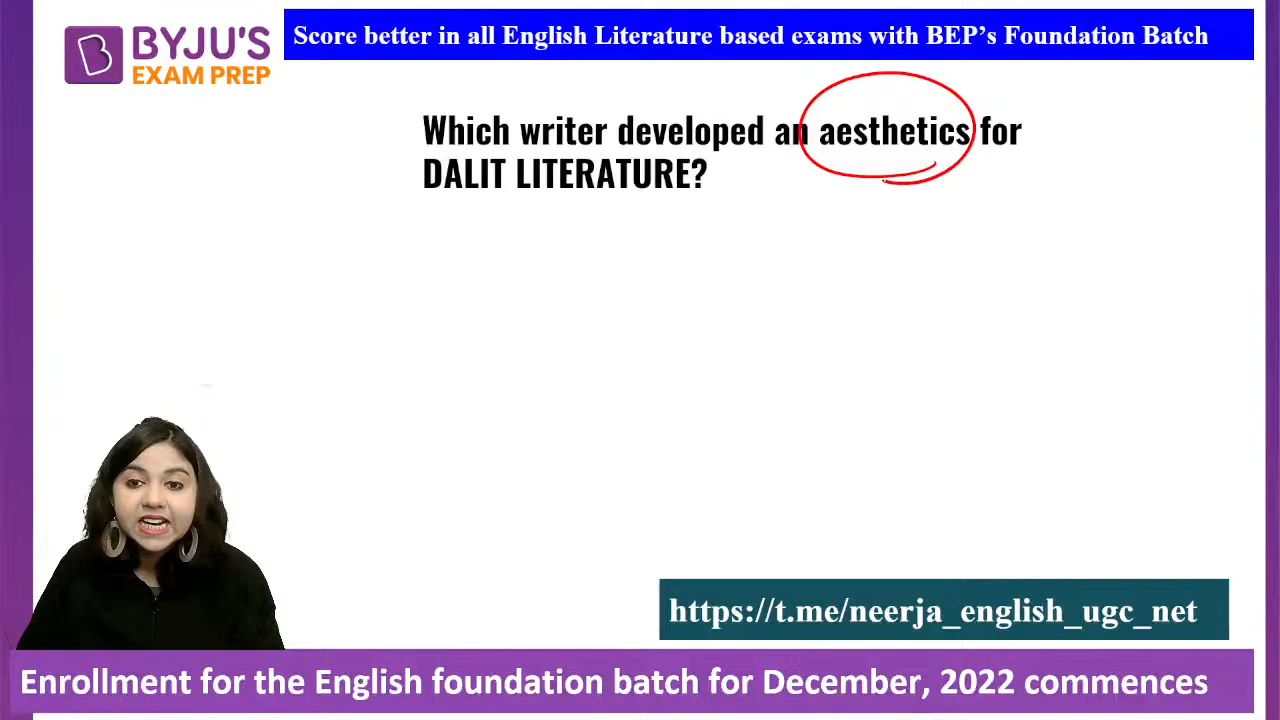 BYJU'S
EXAM PREP
Score better in all English Literature based exams with BEP's Foundation Batch
Which writer developed an aesthetics for
DALIT LITERATURE?
https://t.me/neerja_english_ugc_net
Enrollment for the English foundation batch for December, 2022 commences